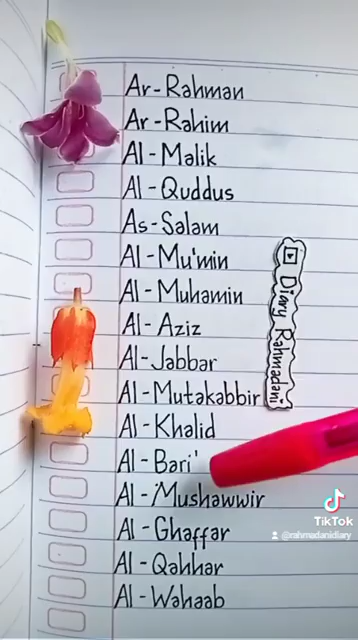 Ar-Rahman
Ar-Rahim
Al-Malik
Al-Quddus
As-Salam
Al-Mu'min
Al-Muhamin
Al-Aziz
Al-Jabbar
Al-Mutakabbir
Al-Khalid
Al-Bari'
Al-Mushawwir
Al-Ghaffar
Al-Qahhar
Al-Wahaab
Diary Rahmadani
TikTok
@rahmadanidiary